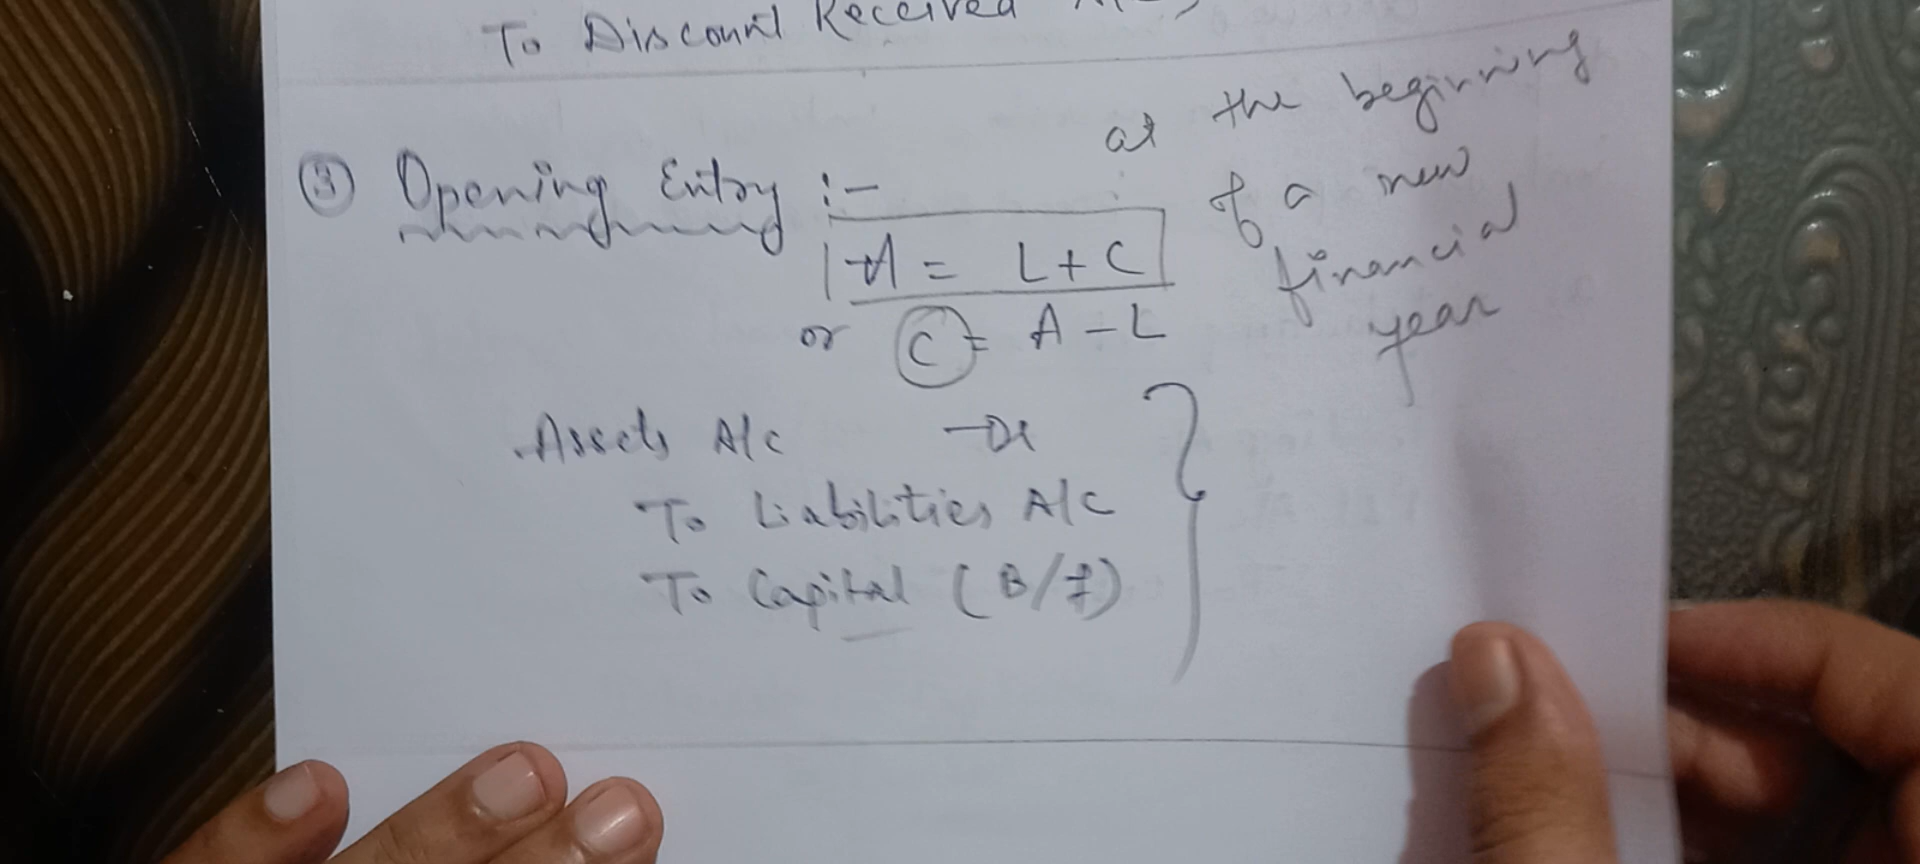 To Discount Received
③ Opening Entry :-
at the beginning
of a new
financial
year
A = L + C
or C = A - L
Assets A/c - Dr
To Liabilities A/c
To Capital (B/f)